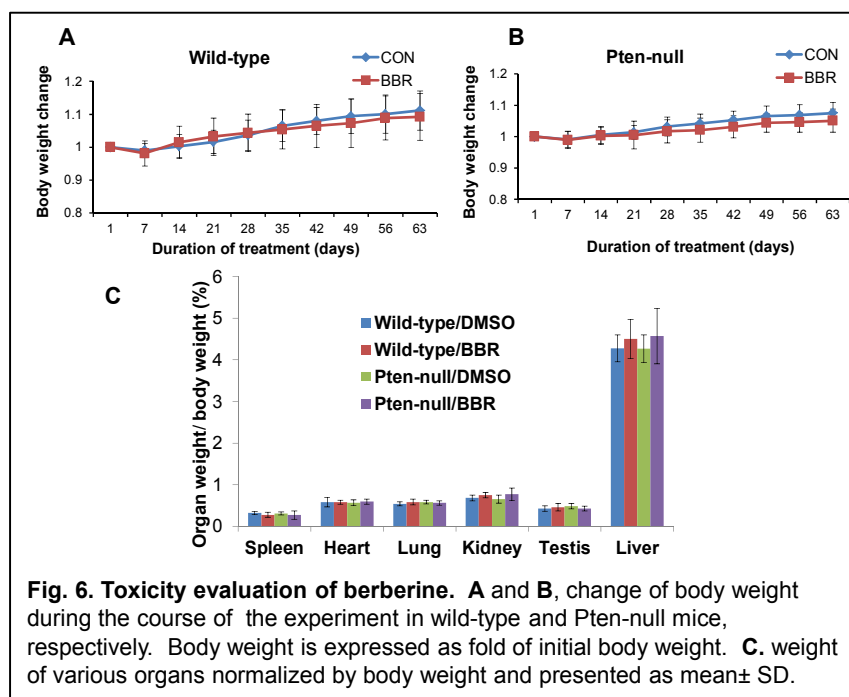 A
B
Wild-type
Pten-null
CON
BBR
CON
BBR
Body weight change
1.2
1.1
1
0.9
0.8
1 7 14 21 28 35 42 49 56 63
Duration of treatment (days)
Body weight change
1.2
1.1
1
0.9
0.8
1 7 14 21 28 35 42 49 56 63
Duration of treatment (days)
C
Organ weight/ body weight (%)
6
5
4
3
2
1
0
Wild-type/DMSO
Wild-type/BBR
Pten-null/DMSO
Pten-null/BBR
Spleen Heart Lung Kidney Testis Liver
Fig. 6. Toxicity evaluation of berberine. A and B, change of body weight
during the course of the experiment in wild-type and Pten-null mice,
respectively. Body weight is expressed as fold of initial body weight. C. weight
of various organs normalized by body weight and presented as mean± SD.